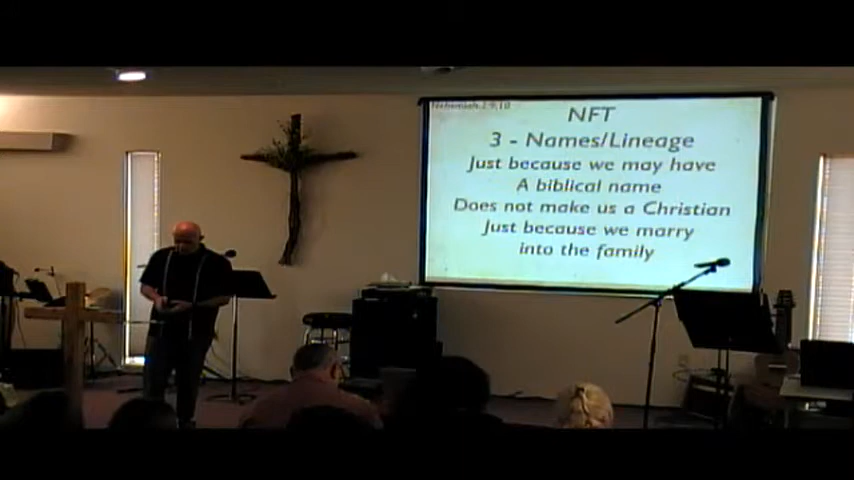 Nehemiah 2:9,10
NFT
3 - Names/Lineage
Just because we may have
A biblical name
Does not make us a Christian
Just because we marry
into the family